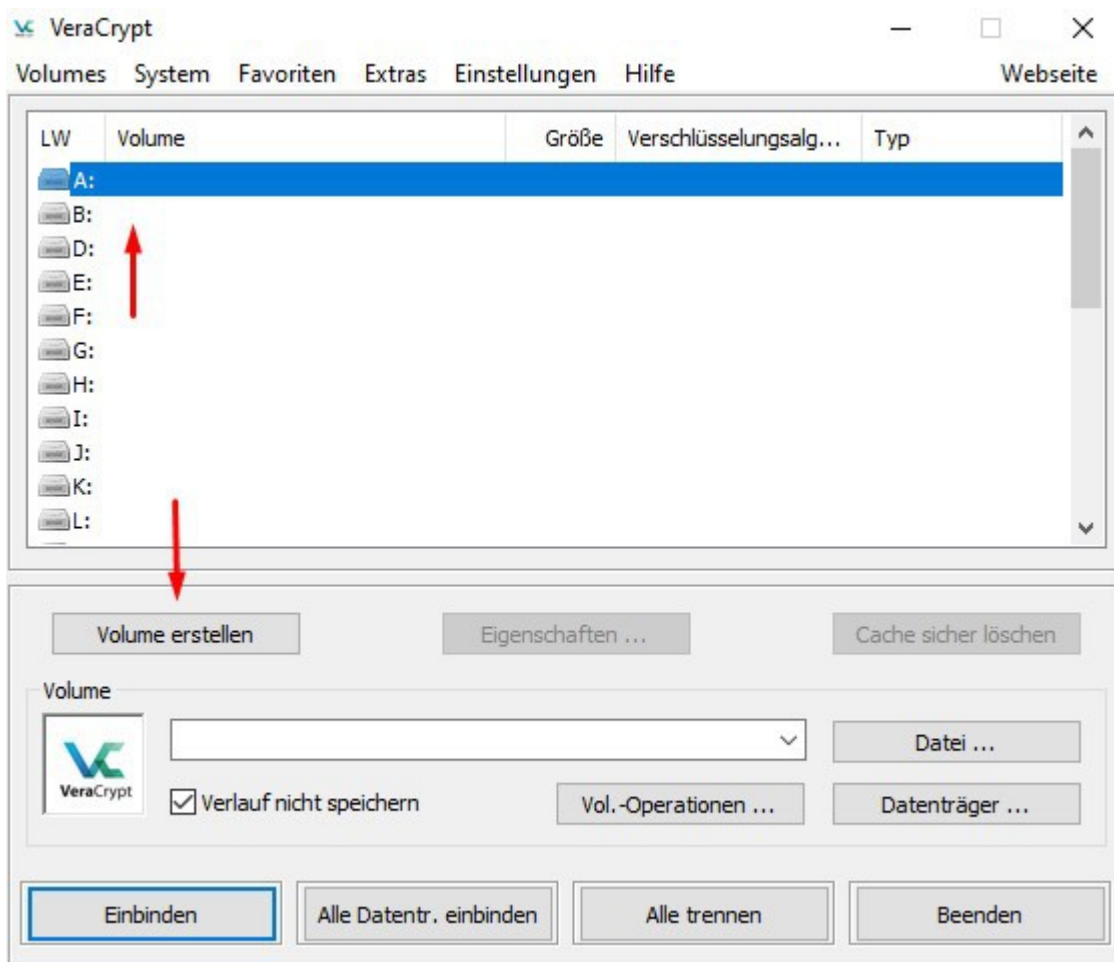 VeraCrypt
Volumes System Favoriten Extras Einstellungen Hilfe Webseite
LW Volume Größe Verschlüsselungsalg... Typ
A:
B:
D:
E:
F:
G:
H:
I:
J:
K:
L:
Volume erstellen Eigenschaften ... Cache sicher löschen
Volume
VeraCrypt
Datei ...
Verlauf nicht speichern Vol.-Operationen ... Datenträger ...
Einbinden Alle Datentr. einbinden Alle trennen Beenden